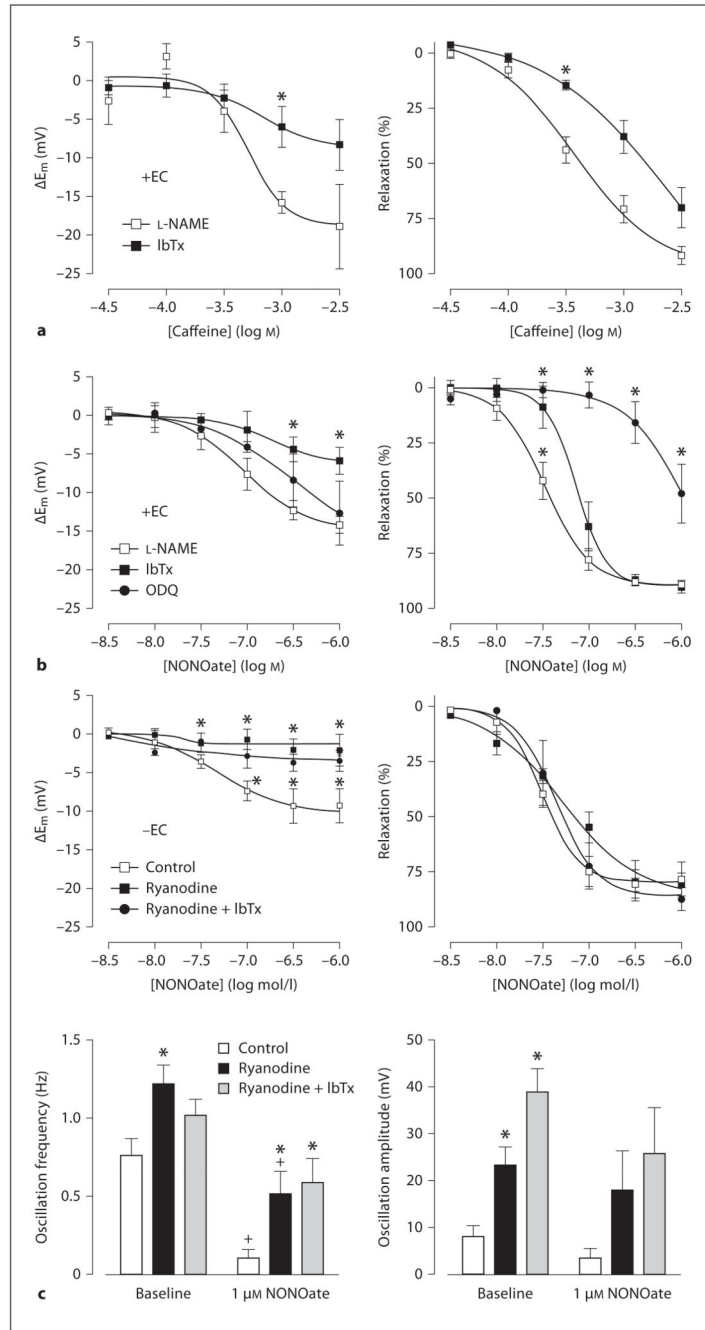 5
0
−5
−10
−15
−20
−25
ΔEm (mV)
*
+EC
L-NAME
IbTx
−4.5 −4.0 −3.5 −3.0 −2.5
[Caffeine] (log M)
0
25
50
75
100
Relaxation (%)
*
−4.5 −4.0 −3.5 −3.0 −2.5
[Caffeine] (log M)
a
5
0
−5
−10
−15
−20
−25
ΔEm (mV)
* *
+EC
L-NAME
IbTx
ODQ
−8.5 −8.0 −7.5 −7.0 −6.5 −6.0
[NONOate] (log M)
0
25
50
75
100
Relaxation (%)
* * * *
*
−8.5 −8.0 −7.5 −7.0 −6.5 −6.0
[NONOate] (log M)
b
5
0
−5
−10
−15
−20
−25
ΔEm (mV)
* * * *
* * *
−EC
Control
Ryanodine
Ryanodine + IbTx
−8.5 −8.0 −7.5 −7.0 −6.5 −6.0
[NONOate] (log mol/l)
0
25
50
75
100
Relaxation (%)
−8.5 −8.0 −7.5 −7.0 −6.5 −6.0
[NONOate] (log mol/l)
1.5
1.0
0.5
0
Oscillation frequency (Hz)
*
Control
Ryanodine
Ryanodine + IbTx
* *
+
+
Baseline 1 µM NONOate
50
40
30
20
10
0
Oscillation amplitude (mV)
*
*
Baseline 1 µM NONOate
c